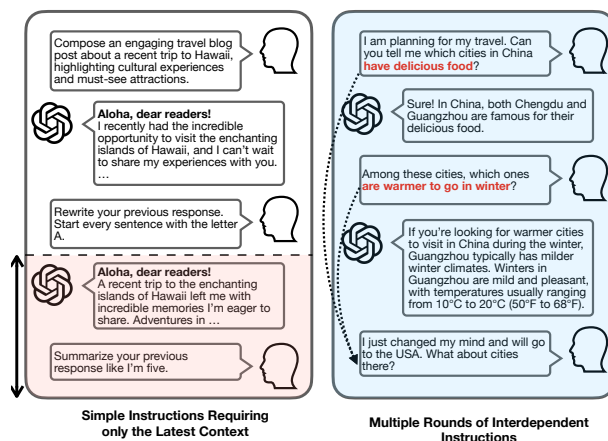 Compose an engaging travel blog
post about a recent trip to Hawaii,
highlighting cultural experiences
and must-see attractions.
Aloha, dear readers!
I recently had the incredible
opportunity to visit the enchanting
islands of Hawaii, and I can't wait
to share my experiences with you.
…
Rewrite your previous response.
Start every sentence with the letter
A.
Aloha, dear readers!
A recent trip to the enchanting
islands of Hawaii left me with
incredible memories I'm eager to
share. Adventures in …
Summarize your previous
response like I'm five.
Simple Instructions Requiring
only the Latest Context
I am planning for my travel. Can
you tell me which cities in China
have delicious food?
Sure! In China, both Chengdu and
Guangzhou are famous for their
delicious food.
Among these cities, which ones
are warmer to go in winter?
If you're looking for warmer cities
to visit in China during the winter,
Guangzhou typically has milder
winter climates. Winters in
Guangzhou are mild and pleasant,
with temperatures usually ranging
from 10°C to 20°C (50°F to 68°F).
I just changed my mind and will go
to the USA. What about cities
there?
Multiple Rounds of Interdependent
Instructions